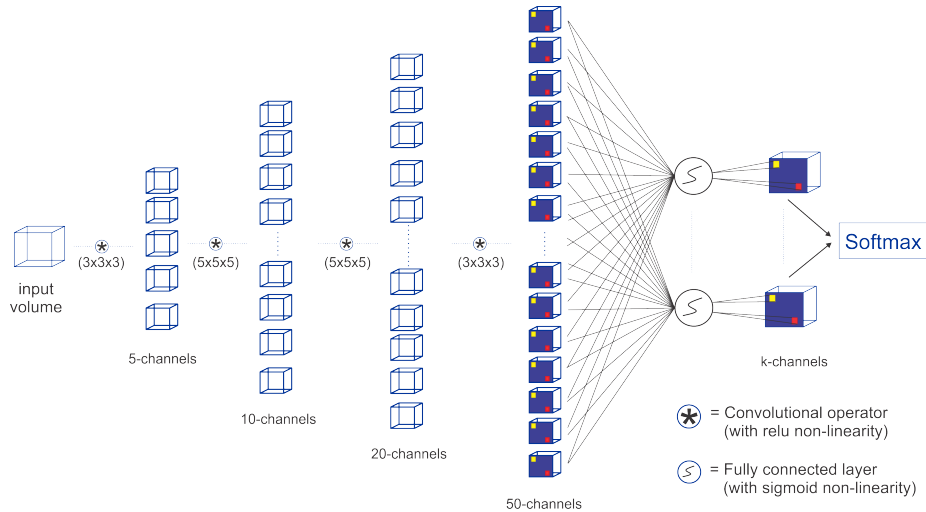 input
volume
(3x3x3)
5-channels
(5x5x5)
10-channels
(5x5x5)
20-channels
(3x3x3)
50-channels
k-channels
Softmax
= Convolutional operator
(with relu non-linearity)
= Fully connected layer
(with sigmoid non-linearity)